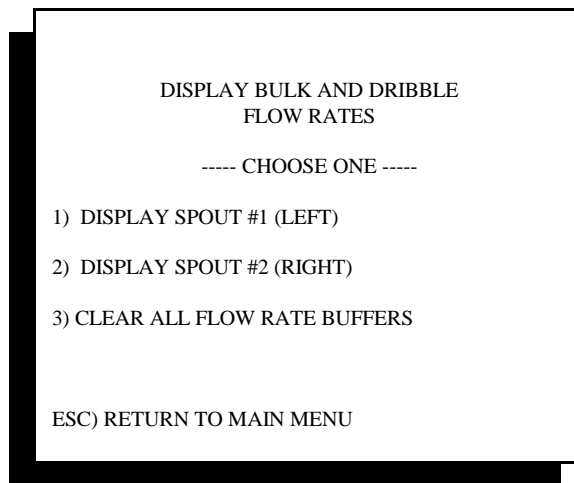 DISPLAY BULK AND DRIBBLE
FLOW RATES
----- CHOOSE ONE -----
1) DISPLAY SPOUT #1 (LEFT)
2) DISPLAY SPOUT #2 (RIGHT)
3) CLEAR ALL FLOW RATE BUFFERS
ESC) RETURN TO MAIN MENU